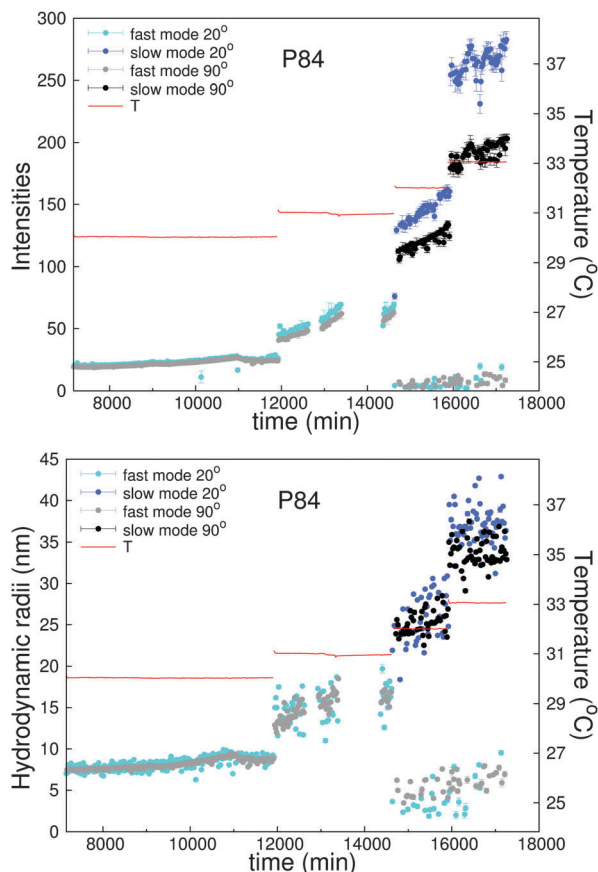 300
250
200
150
100
50
0
Intensities
fast mode 20°
slow mode 20°
fast mode 90°
slow mode 90°
T
P84
37
35
33
31
29
27
25
Temperature (°C)
8000 10000 12000 14000 16000 18000
time (min)
45
40
35
30
25
20
15
10
5
0
Hydrodynamic radii (nm)
fast mode 20°
slow mode 20°
fast mode 90°
slow mode 90°
T
P84
37
35
33
31
29
27
25
Temperature (°C)
8000 10000 12000 14000 16000 18000
time (min)